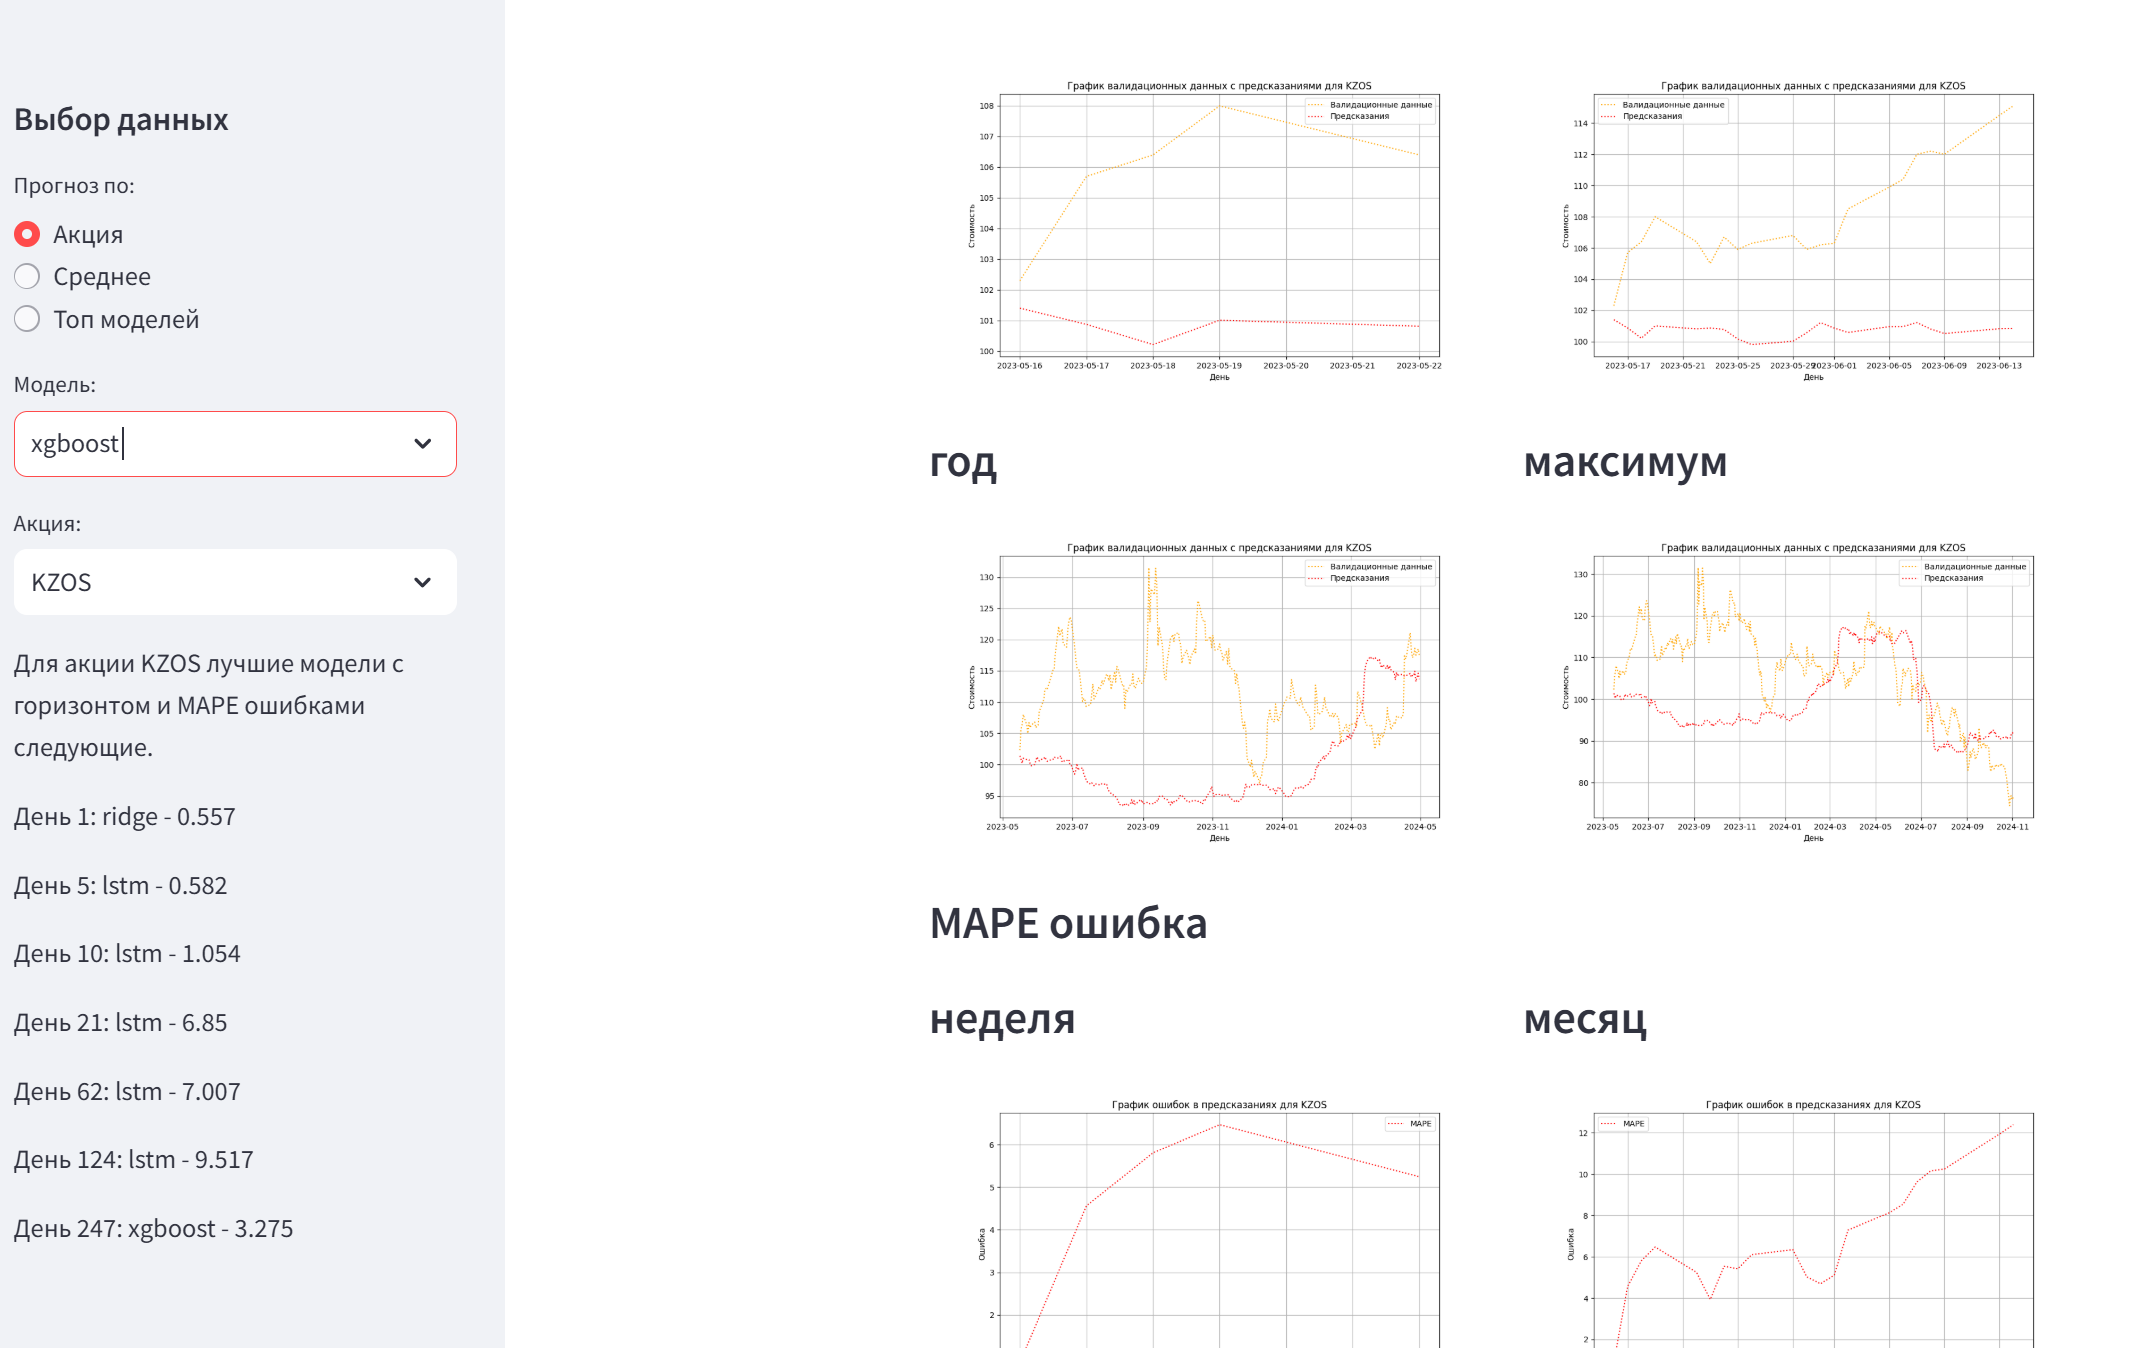 Выбор данных
Прогноз по:
Акция
Среднее
Топ моделей
Модель:
xgboost
Акция:
KZOS
Для акции KZOS лучшие модели с
горизонтом и MAPE ошибками
следующие.
День 1: ridge - 0.557
День 5: lstm - 0.582
День 10: lstm - 1.054
День 21: lstm - 6.85
День 62: lstm - 7.007
День 124: lstm - 9.517
День 247: xgboost - 3.275
График валидационных данных с предсказаниями для KZOS
Валидационные данные
Предсказания
Стоимость
108
107
106
105
104
103
102
101
100
2023-05-16 2023-05-17 2023-05-18 2023-05-19 2023-05-20 2023-05-21 2023-05-22
День
График валидационных данных с предсказаниями для KZOS
Валидационные данные
Предсказания
Стоимость
114
112
110
108
106
104
102
100
2023-05-17 2023-05-21 2023-05-25 2023-05-29 2023-06-01 2023-06-05 2023-06-09 2023-06-13
День
год
График валидационных данных с предсказаниями для KZOS
Валидационные данные
Предсказания
Стоимость
130
125
120
115
110
105
100
95
2023-05 2023-07 2023-09 2023-11 2024-01 2024-03 2024-05
День
максимум
График валидационных данных с предсказаниями для KZOS
Валидационные данные
Предсказания
Стоимость
130
120
110
100
90
80
2023-05 2023-07 2023-09 2023-11 2024-01 2024-03 2024-05 2024-07 2024-09 2024-11
День
MAPE ошибка
неделя
График ошибок в предсказаниях для KZOS
MAPE
Ошибка
6
5
4
3
2
месяц
График ошибок в предсказаниях для KZOS
MAPE
Ошибка
12
10
8
6
4
2